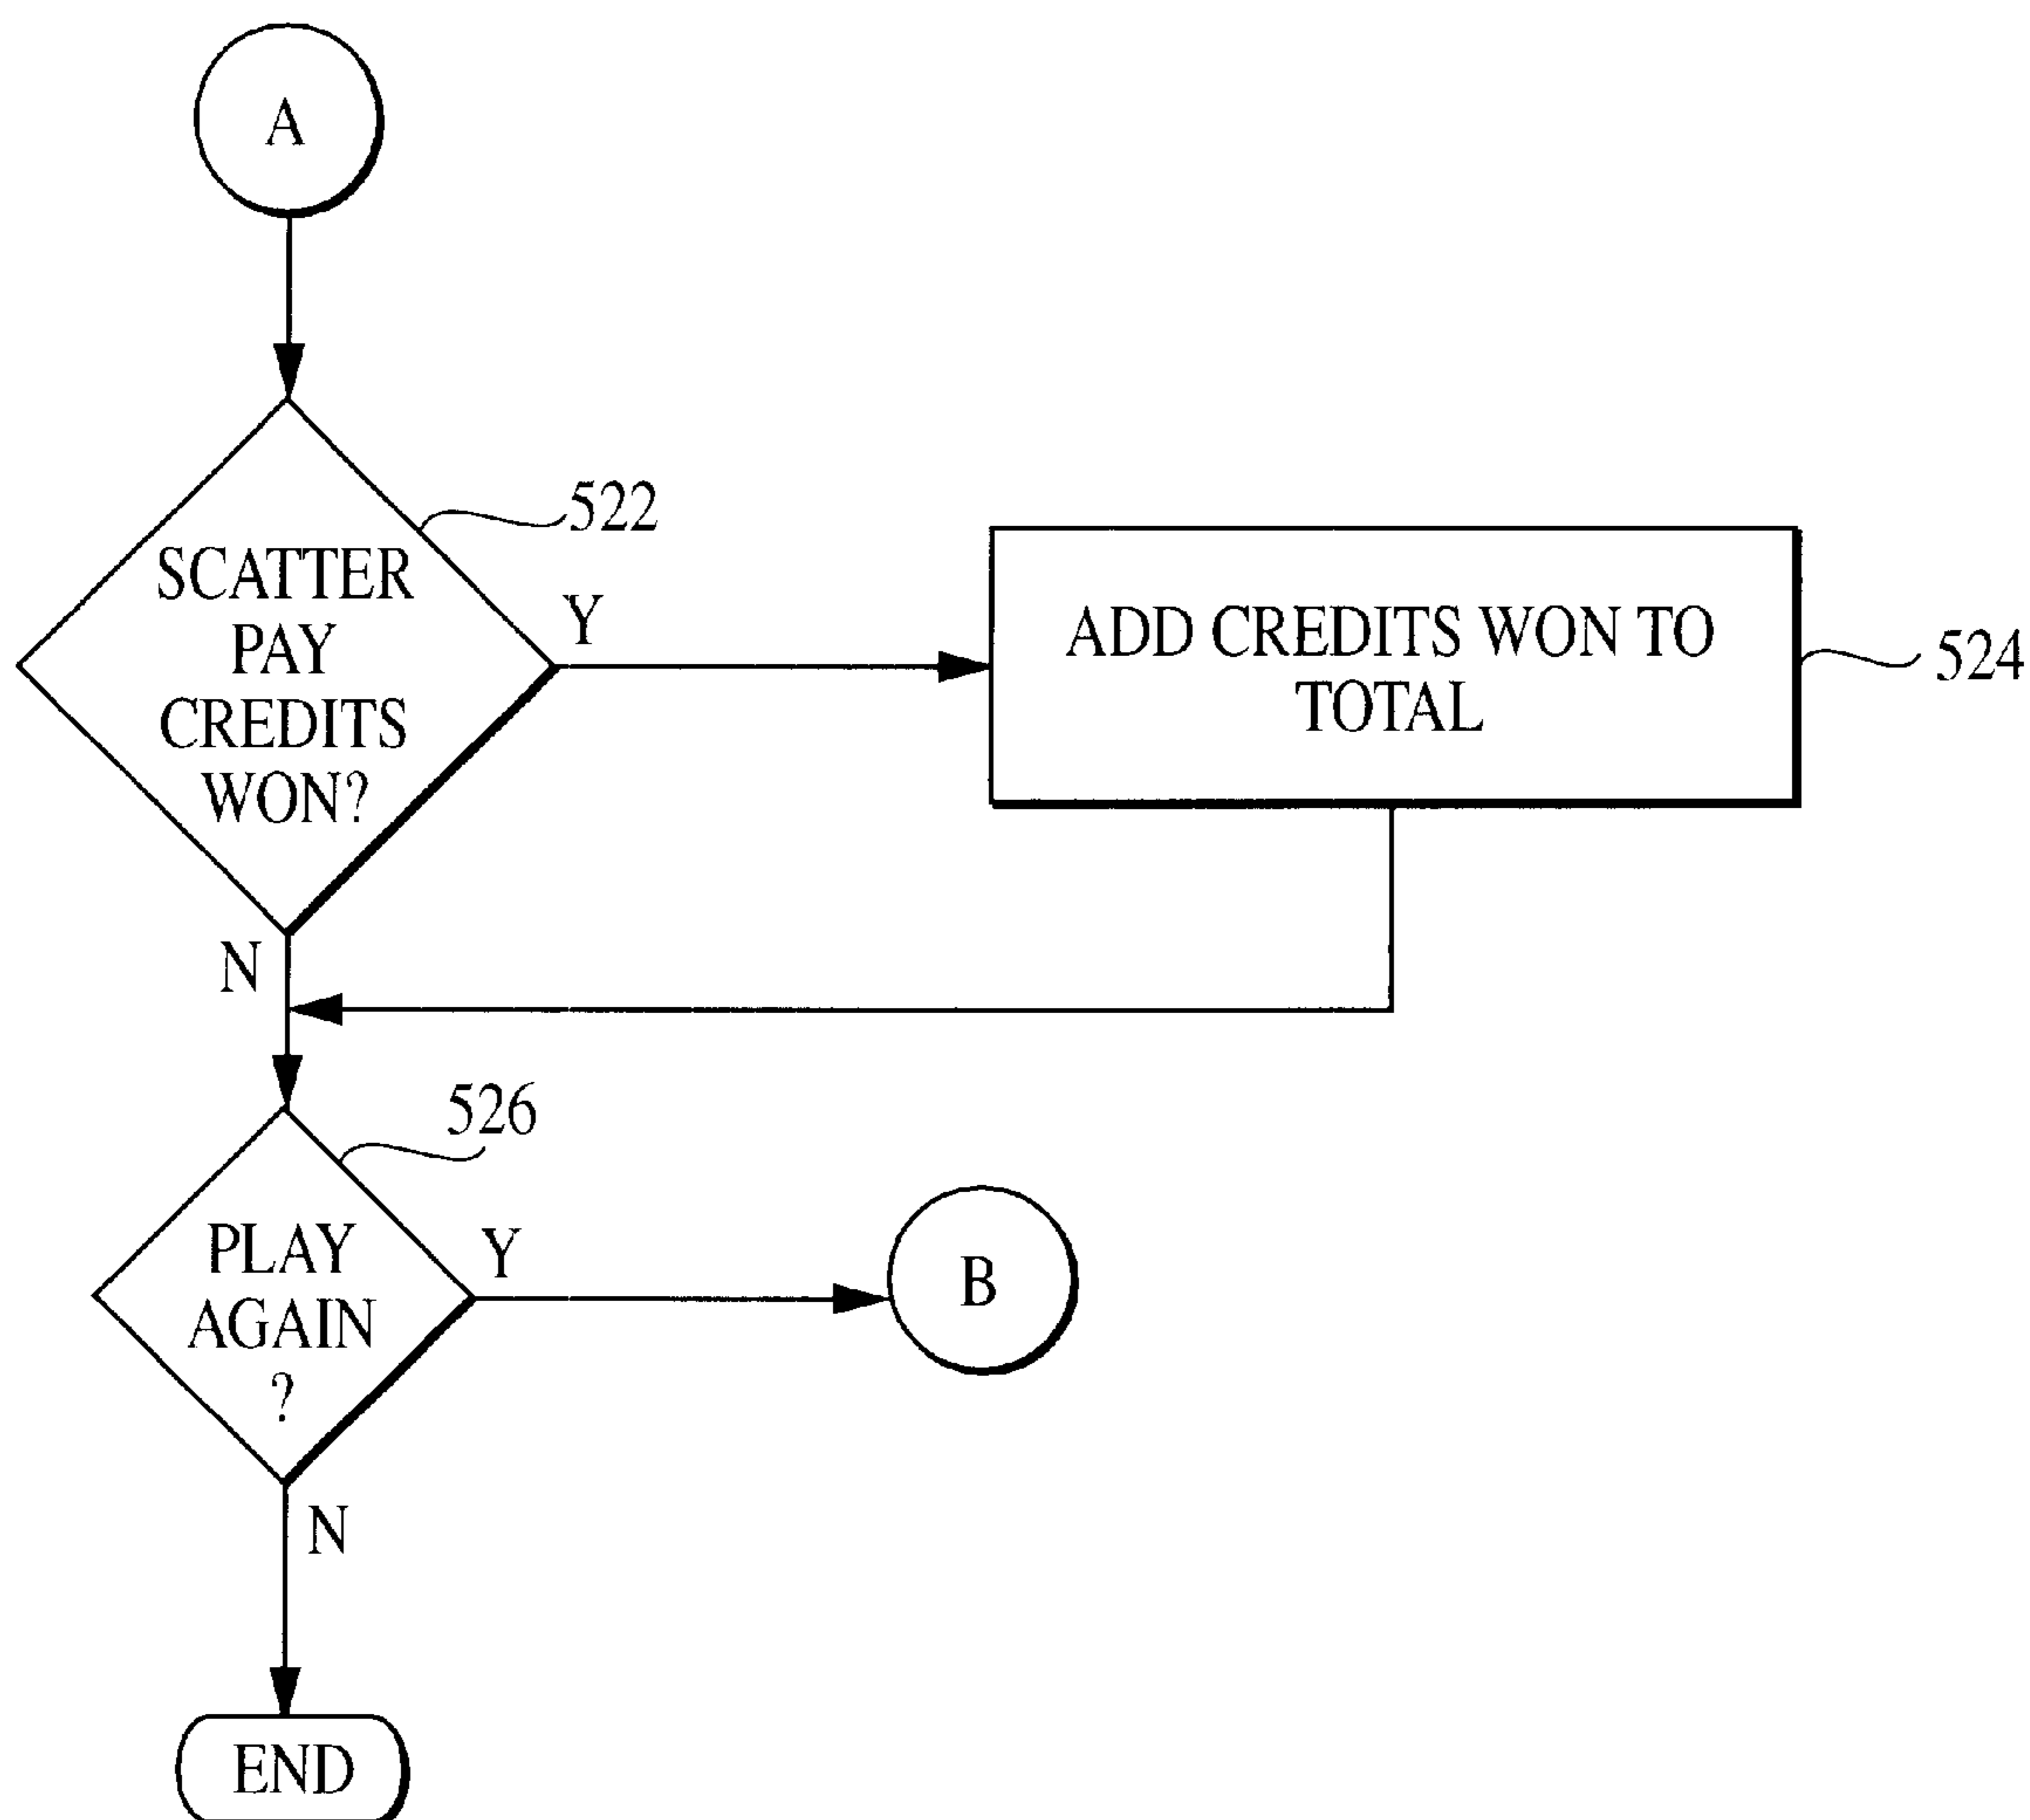 A
522
SCATTER
PAY
CREDITS
WON?
Y
ADD CREDITS WON TO
TOTAL
524
N
526
PLAY
AGAIN
?
Y
B
N
END